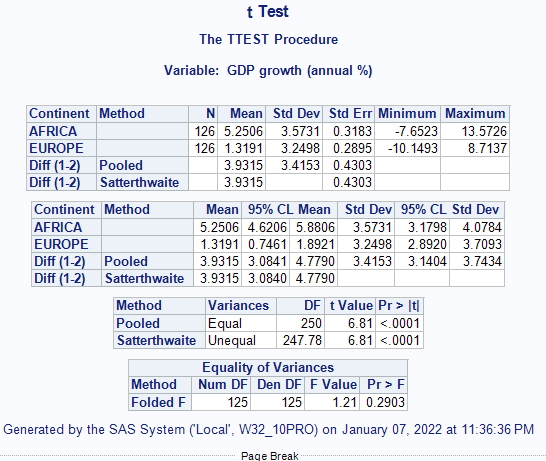 t Test
The TTEST Procedure
Variable: GDP growth (annual %)
Continent Method N Mean Std Dev Std Err Minimum Maximum
AFRICA 126 5.2506 3.5731 0.3183 -7.6523 13.5726
EUROPE 126 1.3191 3.2498 0.2895 -10.1493 8.7137
Diff (1-2) Pooled 3.9315 3.4153 0.4303
Diff (1-2) Satterthwaite 3.9315 0.4303
Continent Method Mean 95% CL Mean Std Dev 95% CL Std Dev
AFRICA 5.2506 4.6206 5.8806 3.5731 3.1798 4.0784
EUROPE 1.3191 0.7461 1.8921 3.2498 2.8920 3.7093
Diff (1-2) Pooled 3.9315 3.0841 4.7790 3.4153 3.1404 3.7434
Diff (1-2) Satterthwaite 3.9315 3.0840 4.7790
Method Variances DF t Value Pr > |t|
Pooled Equal 250 6.81 <.0001
Satterthwaite Unequal 247.78 6.81 <.0001
Equality of Variances
Method Num DF Den DF F Value Pr > F
Folded F 125 125 1.21 0.2903
Generated by the SAS System ('Local', W32_10PRO) on January 07, 2022 at 11:36:36 PM
Page Break